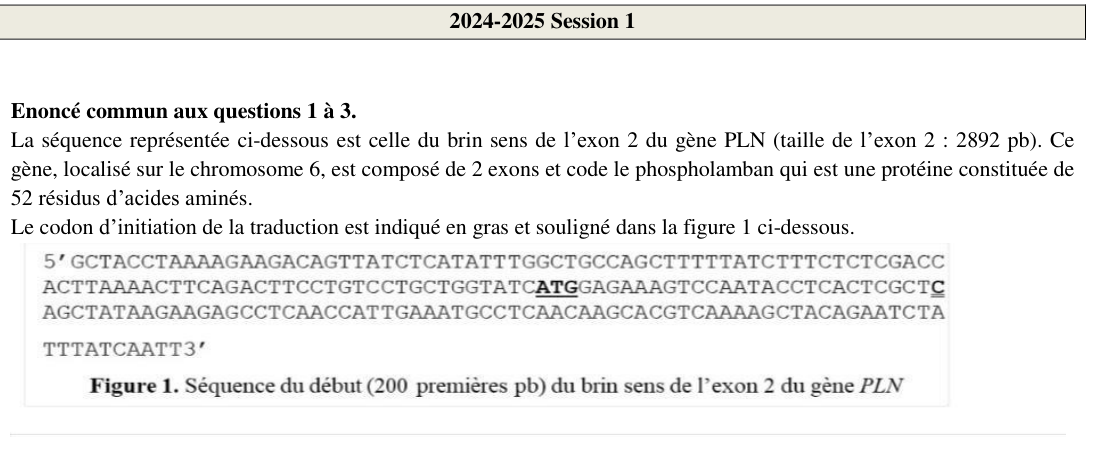 2024-2025 Session 1
Enoncé commun aux questions 1 à 3.
La séquence représentée ci-dessous est celle du brin sens de l'exon 2 du gène PLN (taille de l'exon 2 : 2892 pb). Ce
gène, localisé sur le chromosome 6, est composé de 2 exons et code le phospholamban qui est une protéine constituée de
52 résidus d'acides aminés.
Le codon d'initiation de la traduction est indiqué en gras et souligné dans la figure 1 ci-dessous.
5′ GCTACCTAAAAGAAGACAGTTATCTCATATTTGGCTGCCAGCTTTTTATCTTTCTCTCGACC
ACTTAAAACTTCAGACTTCCTGTCCTGCTGGTATCATGGAGAAAGTCCAATACCTCACTCGCTC
AGCTATAAGAAGAGCCTCAACCATTGAAATGCCTCAACAAGCACGTCAAAAGCTACAGAATCTA
TTTATCAATT3′
Figure 1. Séquence du début (200 premières pb) du brin sens de l'exon 2 du gène PLN